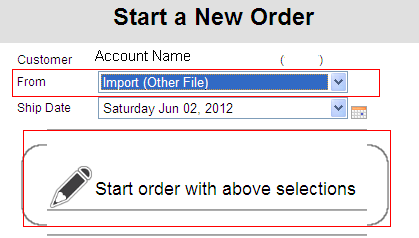 Start a New Order
Customer Account Name ( )
From Import (Other File)
Ship Date Saturday Jun 02, 2012
Start order with above selections